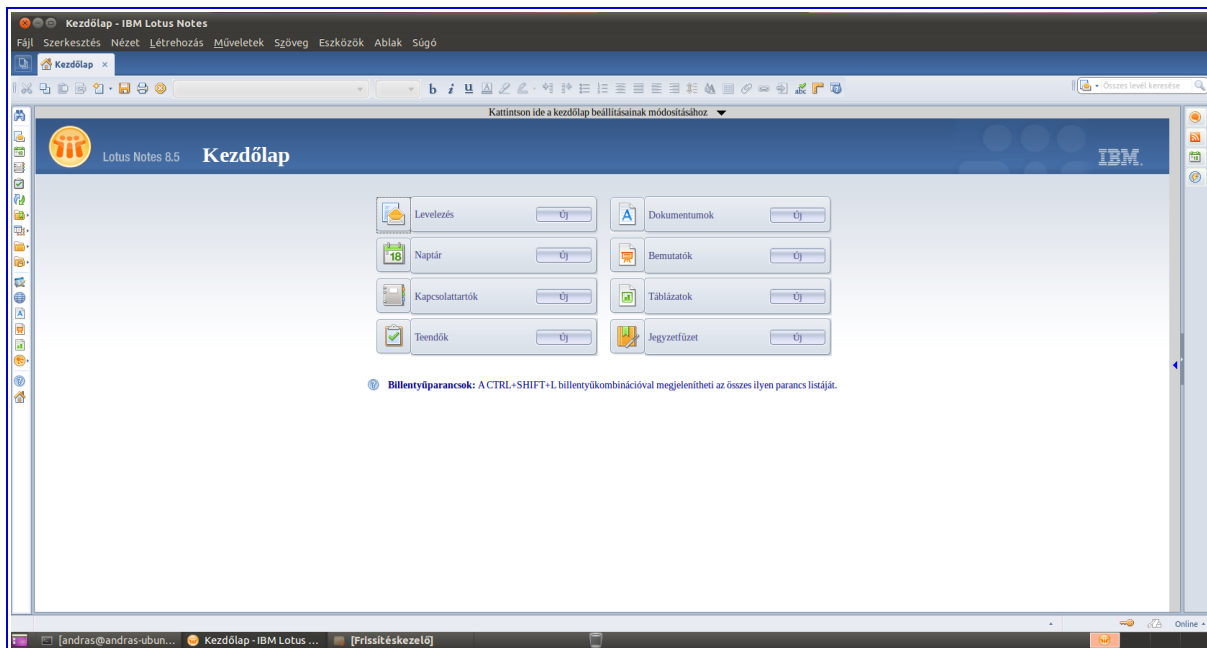 Kezdőlap - IBM Lotus Notes
Fájl Szerkesztés Nézet Létrehozás Műveletek Szöveg Eszközök Ablak Súgó
Kezdőlap
Összes levél keresése
Kattintson ide a kezdőlap beállításainak módosításához
Lotus Notes 8.5 Kezdőlap IBM.
Levelezés Új Dokumentumok Új
Naptár Új Bemutatók Új
Kapcsolattartók Új Táblázatok Új
Teendők Új Jegyzetfüzet Új
Billentyűparancsok: A CTRL+SHIFT+L billentyűkombinációval megjelenítheti az összes ilyen parancs listáját.
Online
[andras@andras-ubun... Kezdőlap - IBM Lotus ... [Frissítéskezelő]